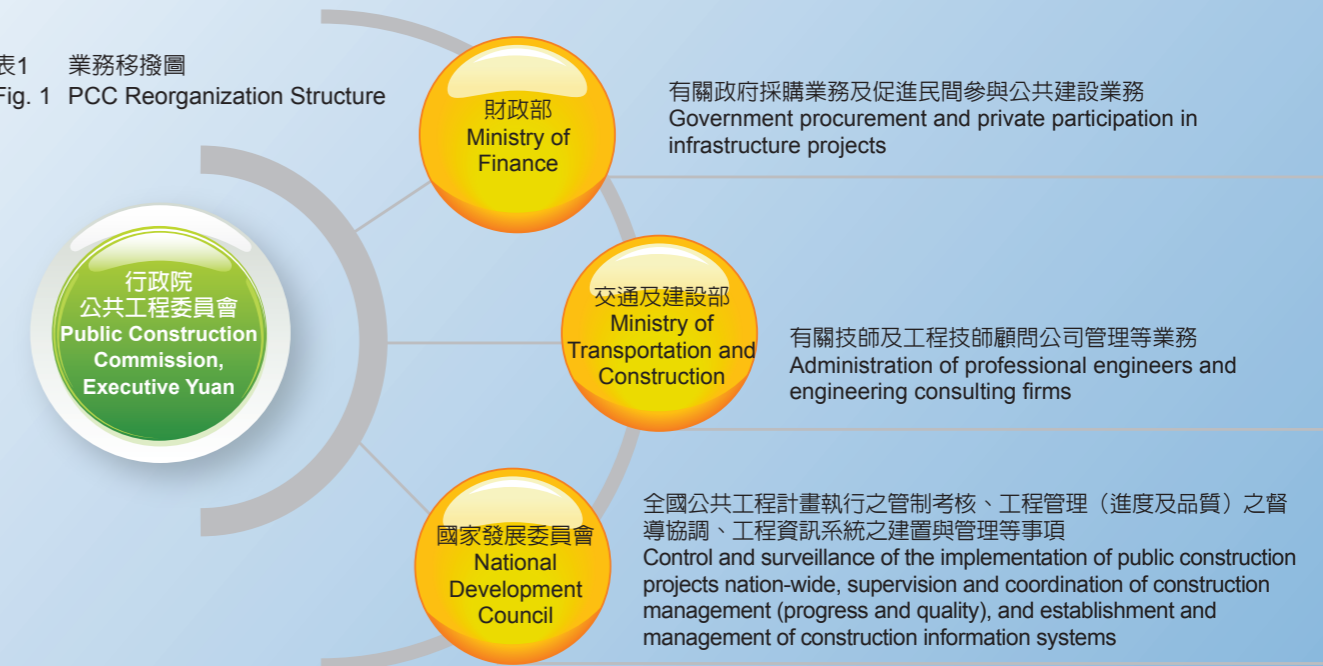 表1 業務移撥圖
Fig. 1 PCC Reorganization Structure
行政院
公共工程委員會
Public Construction
Commission,
Executive Yuan
財政部
Ministry of
Finance
有關政府採購業務及促進民間參與公共建設業務
Government procurement and private participation in
infrastructure projects
交通及建設部
Ministry of
Transportation and
Construction
有關技師及工程技師顧問公司管理等業務
Administration of professional engineers and
engineering consulting firms
國家發展委員會
National
Development
Council
全國公共工程計畫執行之管制考核、工程管理（進度及品質）之督
導協調、工程資訊系統之建置與管理等事項
Control and surveillance of the implementation of public construction
projects nation-wide, supervision and coordination of construction
management (progress and quality), and establishment and
management of construction information systems